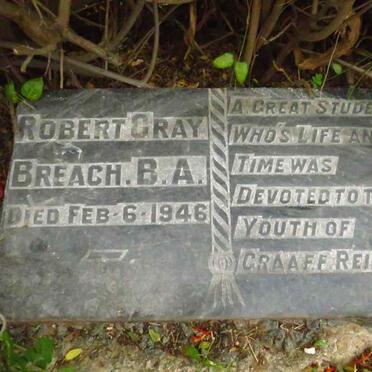 ROBERT GRAY
BREACH. B.A.
DIED FEB-6-1946
A GREAT STUDE
WHO'S LIFE AN
TIME WAS
DEVOTED TO T
YOUTH OF
GRAAFF REI